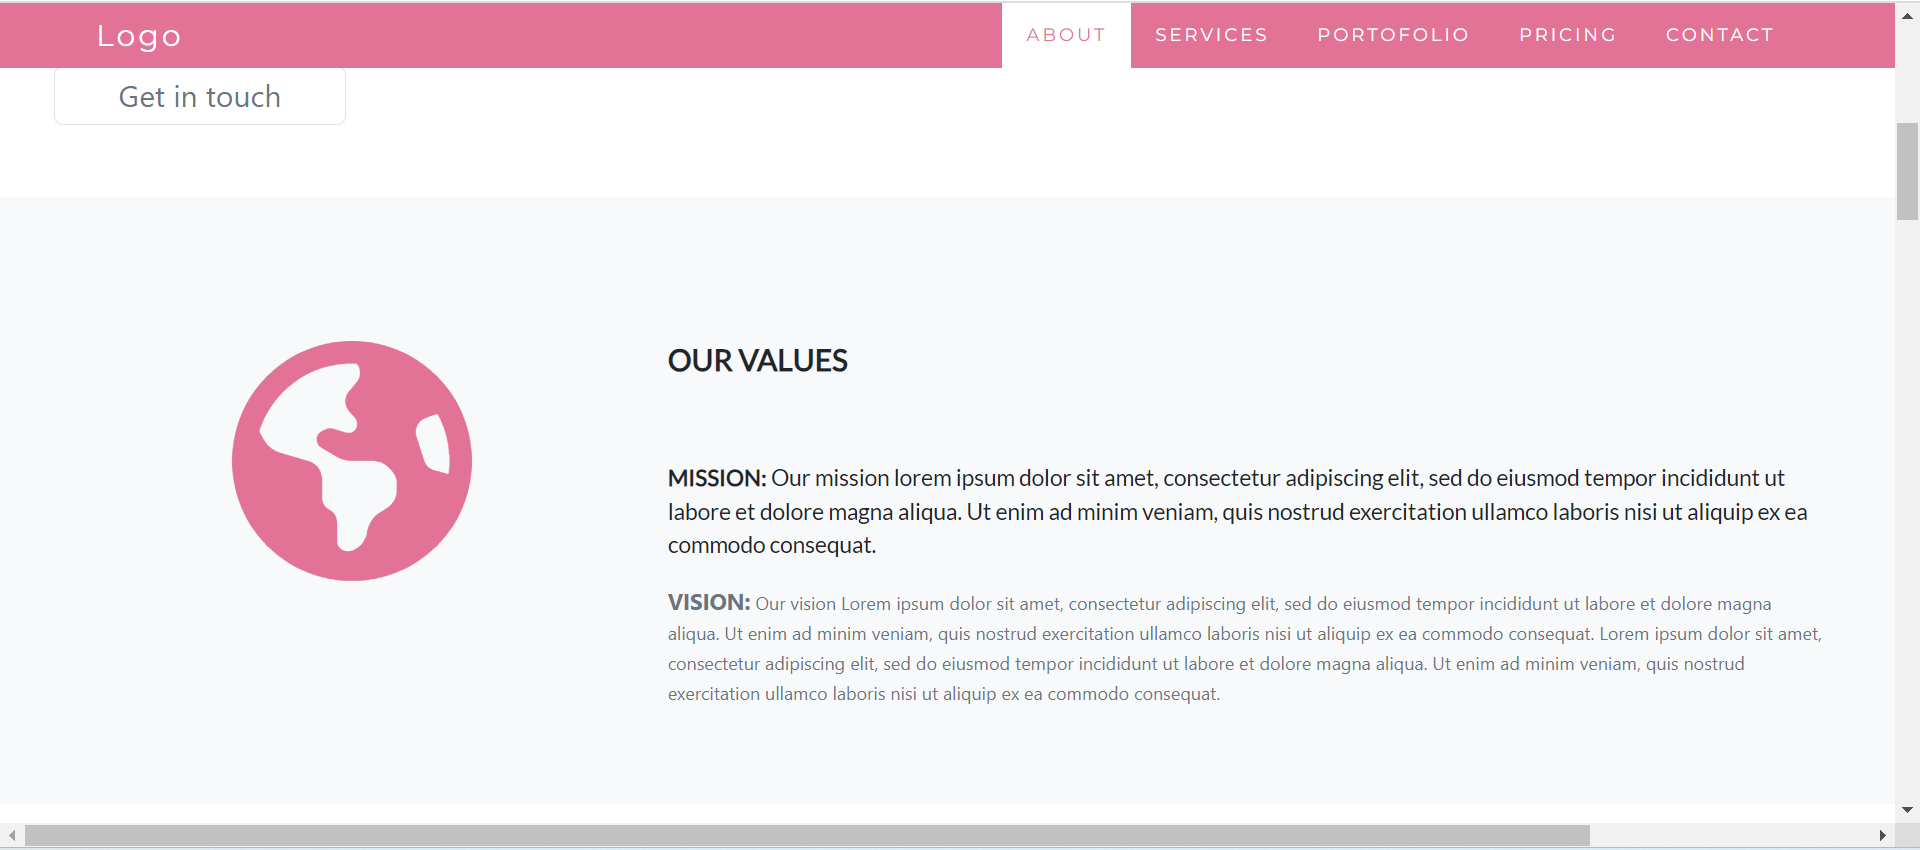 Logo
ABOUT SERVICES PORTOFOLIO PRICING CONTACT
Get in touch
OUR VALUES
MISSION: Our mission lorem ipsum dolor sit amet, consectetur adipiscing elit, sed do eiusmod tempor incididunt ut
labore et dolore magna aliqua. Ut enim ad minim veniam, quis nostrud exercitation ullamco laboris nisi ut aliquip ex ea
commodo consequat.
VISION: Our vision Lorem ipsum dolor sit amet, consectetur adipiscing elit, sed do eiusmod tempor incididunt ut labore et dolore magna
aliqua. Ut enim ad minim veniam, quis nostrud exercitation ullamco laboris nisi ut aliquip ex ea commodo consequat. Lorem ipsum dolor sit amet,
consectetur adipiscing elit, sed do eiusmod tempor incididunt ut labore et dolore magna aliqua. Ut enim ad minim veniam, quis nostrud
exercitation ullamco laboris nisi ut aliquip ex ea commodo consequat.